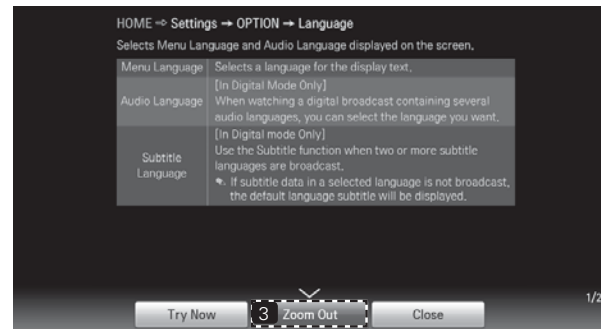 HOME ⇨ Settings → OPTION → Language
Selects Menu Language and Audio Language displayed on the screen.
Menu Language Selects a language for the display text.
Audio Language
[In Digital Mode Only]
When watching a digital broadcast containing several
audio languages, you can select the language you want.
Subtitle
Language
[In Digital mode Only]
Use the Subtitle function when two or more subtitle
languages are broadcast.
If subtitle data in a selected language is not broadcast,
the default language subtitle will be displayed.
1/2
Try Now 3 Zoom Out Close